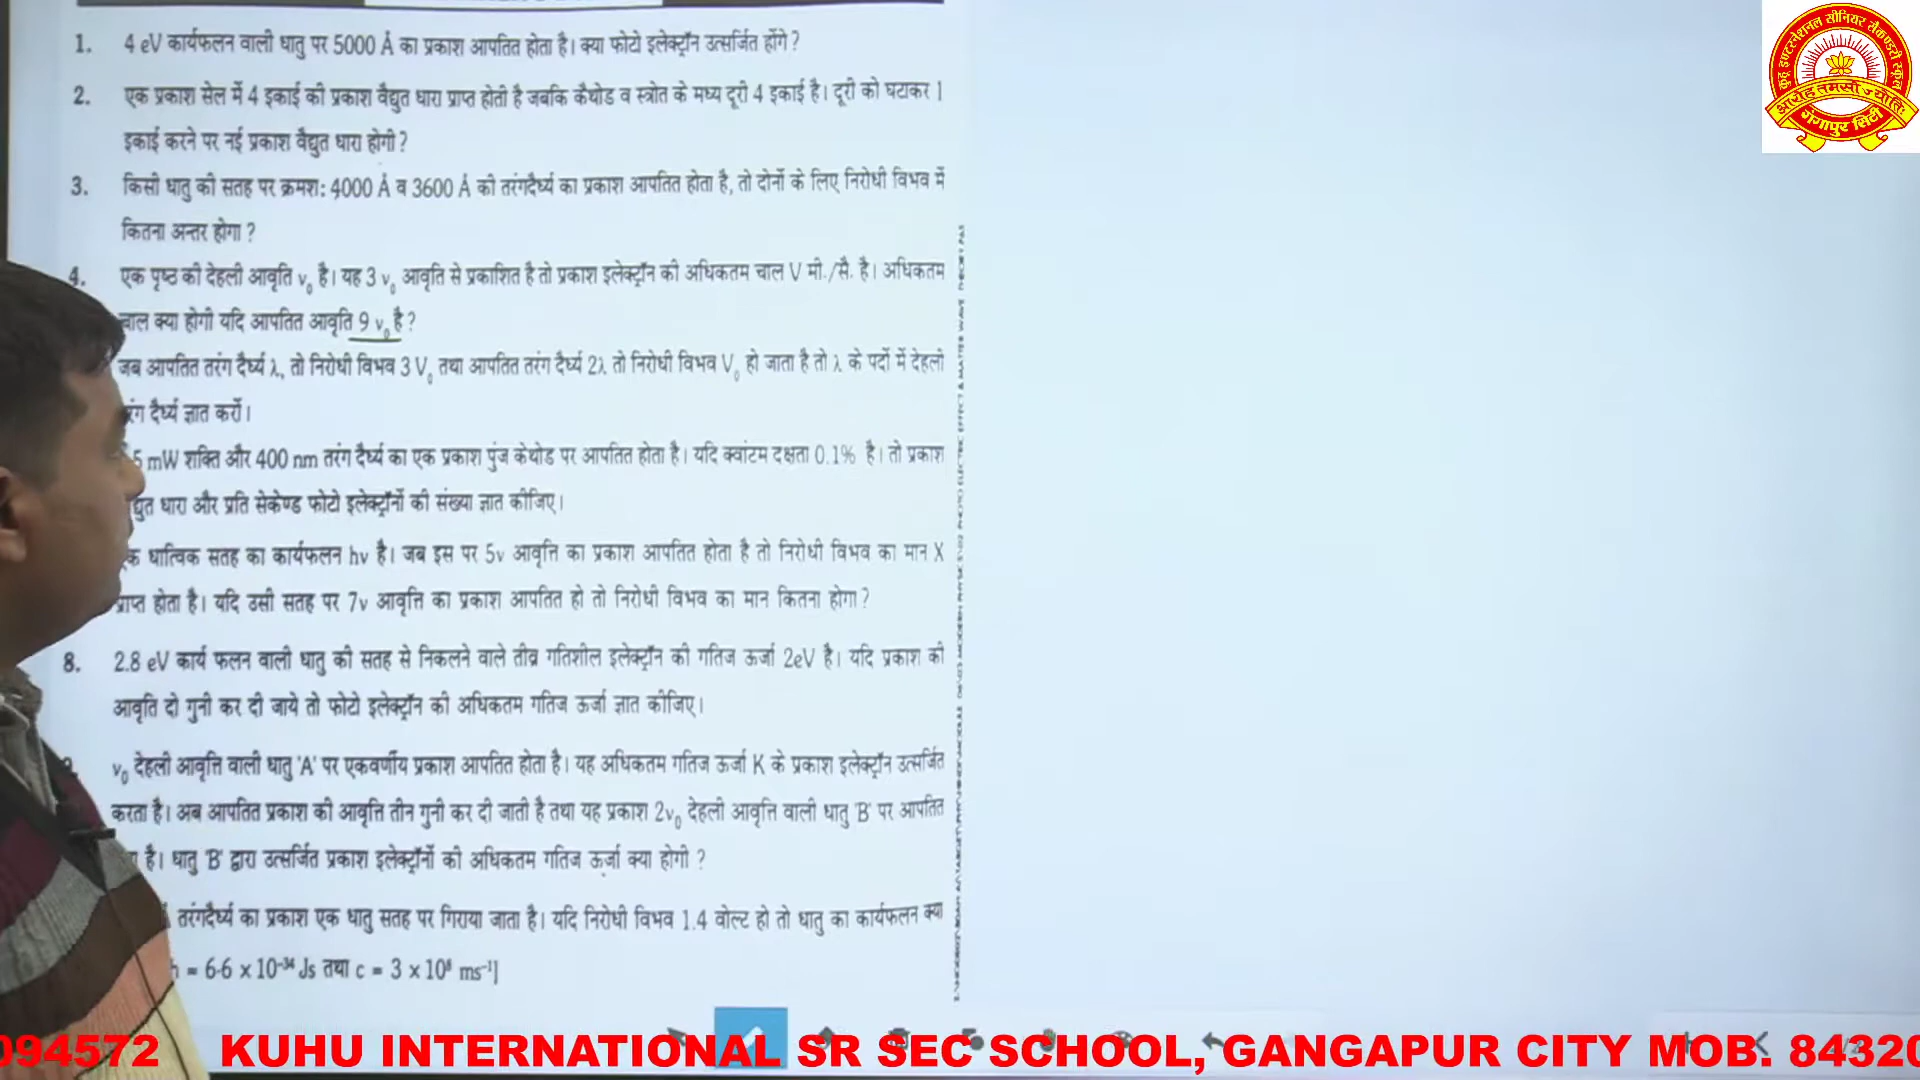 1. 4 eV कार्यफलन वाली धातु पर 5000 Å का प्रकाश आपतित होता है। क्या फोटो इलेक्ट्रॉन उत्सर्जित होंगे?
2. एक प्रकाश सेल में 4 इकाई की प्रकाश वैद्युत धारा प्राप्त होती है जबकि कैथोड व स्त्रोत के मध्य दूरी 4 इकाई है। दूरी को घटाकर 1
इकाई करने पर नई प्रकाश वैद्युत धारा होगी?
3. किसी धातु की सतह पर क्रमश: 4000 Å व 3600 Å की तरंगदैर्ध्य का प्रकाश आपतित होता है, तो दोनों के लिए निरोधी विभव में
कितना अन्तर होगा?
4. एक पृष्ठ की देहली आवृति v₀ है। यह 3 v₀ आवृति से प्रकाशित है तो प्रकाश इलेक्ट्रॉन की अधिकतम चाल V मी./सै. है। अधिकतम
चाल क्या होगी यदि आपतित आवृति 9 v₀ है?
जब आपतित तरंग दैर्ध्य λ, तो निरोधी विभव 3 V₀ तथा आपतित तरंग दैर्ध्य 2λ तो निरोधी विभव V₀ हो जाता है तो λ के पदों में देहली
दैर्ध्य ज्ञात करों।
mW शक्ति और 400 nm तरंग दैर्ध्य का एक प्रकाश पुंज केथोड पर आपतित होता है। यदि क्वांटम दक्षता 0.1% है। तो प्रकाश
धारा और प्रति सेकेण्ड फोटो इलेक्ट्रॉनों की संख्या ज्ञात कीजिए।
धात्विक सतह का कार्यफलन hv है। जब इस पर 5v आवृत्ति का प्रकाश आपतित होता है तो निरोधी विभव का मान X
प्राप्त होता है। यदि उसी सतह पर 7v आवृत्ति का प्रकाश आपतित हो तो निरोधी विभव का मान कितना होगा?
8. 2.8 eV कार्य फलन वाली धातु की सतह से निकलने वाले तीव्र गतिशील इलेक्ट्रॉन की गतिज ऊर्जा 2eV है। यदि प्रकाश की
आवृति दो गुनी कर दी जाये तो फोटो इलेक्ट्रॉन की अधिकतम गतिज ऊर्जा ज्ञात कीजिए।
v₀ देहली आवृत्ति वाली धातु 'A' पर एकवर्णीय प्रकाश आपतित होता है। यह अधिकतम गतिज ऊर्जा K के प्रकाश इलेक्ट्रॉन उत्सर्जित
करता है। अब आपतित प्रकाश की आवृत्ति तीन गुनी कर दी जाती है तथा यह प्रकाश 2v₀ देहली आवृत्ति वाली धातु 'B' पर आपतित
है। धातु 'B' द्वारा उत्सर्जित प्रकाश इलेक्ट्रॉनों की अधिकतम गतिज ऊर्जा क्या होगी ?
तरंगदैर्ध्य का प्रकाश एक धातु सतह पर गिराया जाता है। यदि निरोधी विभव 1.4 वोल्ट हो तो धातु का कार्यफलन क्या
h = 6·6 × 10⁻³⁴ Js तथा c = 3 × 10⁸ ms⁻¹]
कुहू इण्टरनेशनल सीनियर सैकण्डरी स्कूल
आरोह तमसो ज्योतिः
गंगापुर सिटी
094572 KUHU INTERNATIONAL SR SEC SCHOOL, GANGAPUR CITY MOB. 84320